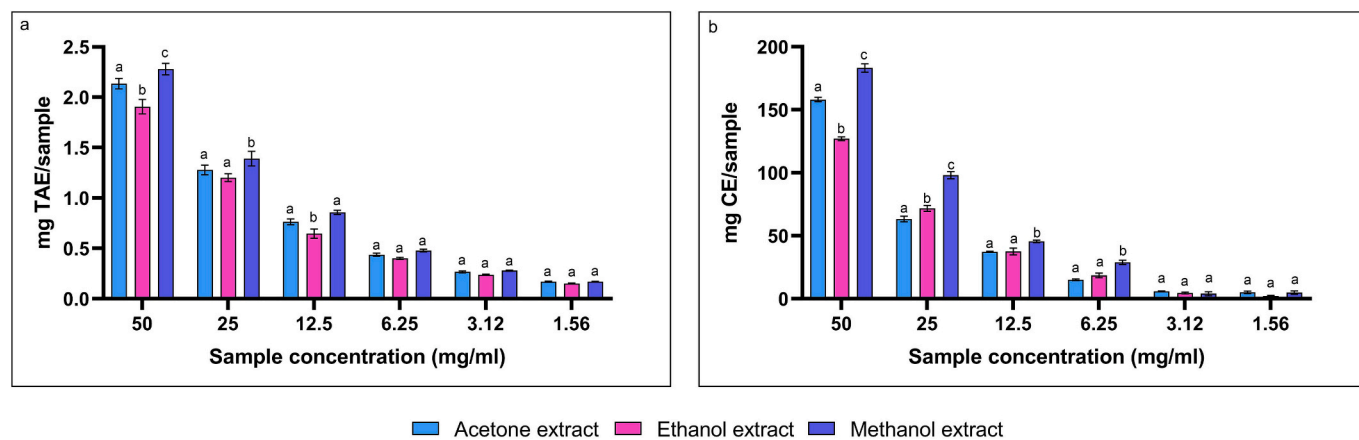 a
2.5
2.0
1.5
1.0
0.5
0.0
mg TAE/sample
a b c
a a b
a b a
a a a
a a a
a a a
50 25 12.5 6.25 3.12 1.56
Sample concentration (mg/ml)
b
200
150
100
50
0
mg CE/sample
a b c
a b c
a a b
a a b
a a a
a a a
50 25 12.5 6.25 3.12 1.56
Sample concentration (mg/ml)
Acetone extract Ethanol extract Methanol extract